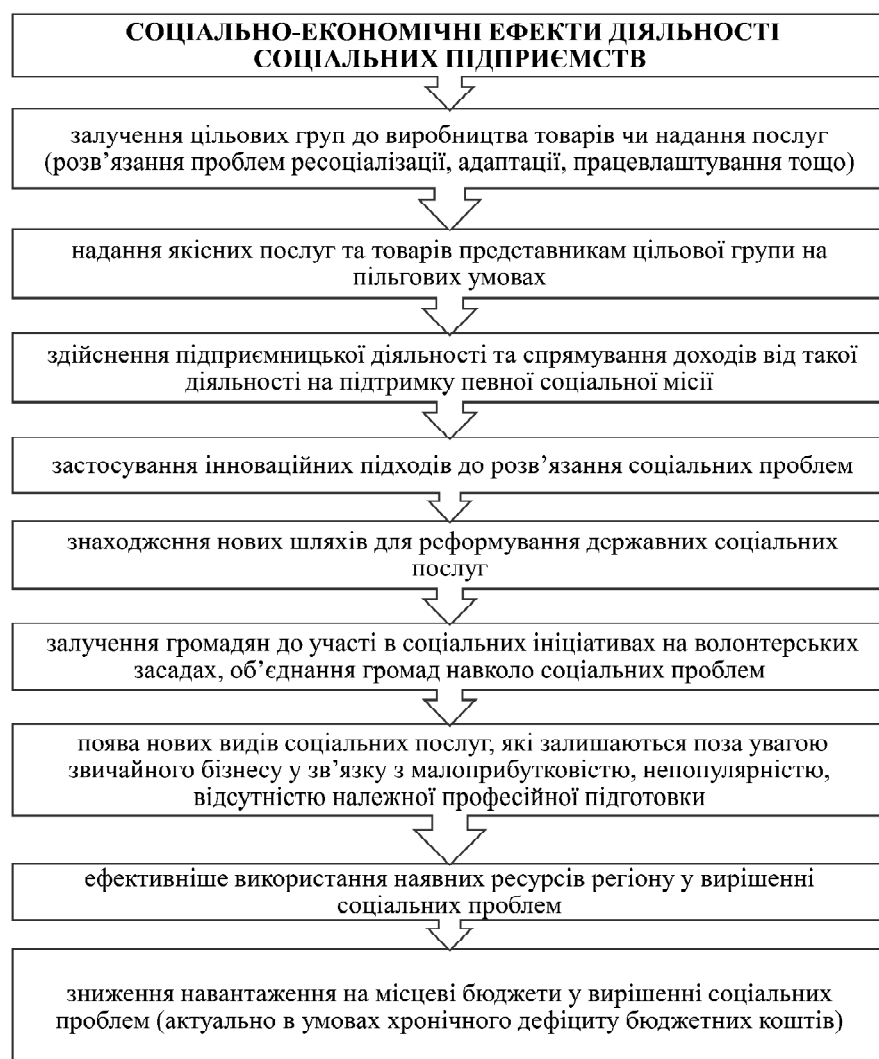 СОЦІАЛЬНО-ЕКОНОМІЧНІ ЕФЕКТИ ДІЯЛЬНОСТІ
СОЦІАЛЬНИХ ПІДПРИЄМСТВ
залучення цільових груп до виробництва товарів чи надання послуг
(розв’язання проблем ресоціалізації, адаптації, працевлаштування тощо)
надання якісних послуг та товарів представникам цільової групи на
пільгових умовах
здійснення підприємницької діяльності та спрямування доходів від такої
діяльності на підтримку певної соціальної місії
застосування інноваційних підходів до розв’язання соціальних проблем
знаходження нових шляхів для реформування державних соціальних
послуг
залучення громадян до участі в соціальних ініціативах на волонтерських
засадах, об’єднання громад навколо соціальних проблем
поява нових видів соціальних послуг, які залишаються поза увагою
звичайного бізнесу у зв’язку з малоприбутковістю, непопулярністю,
відсутністю належної професійної підготовки
ефективніше використання наявних ресурсів регіону у вирішенні
соціальних проблем
зниження навантаження на місцеві бюджети у вирішенні соціальних
проблем (актуально в умовах хронічного дефіциту бюджетних коштів)